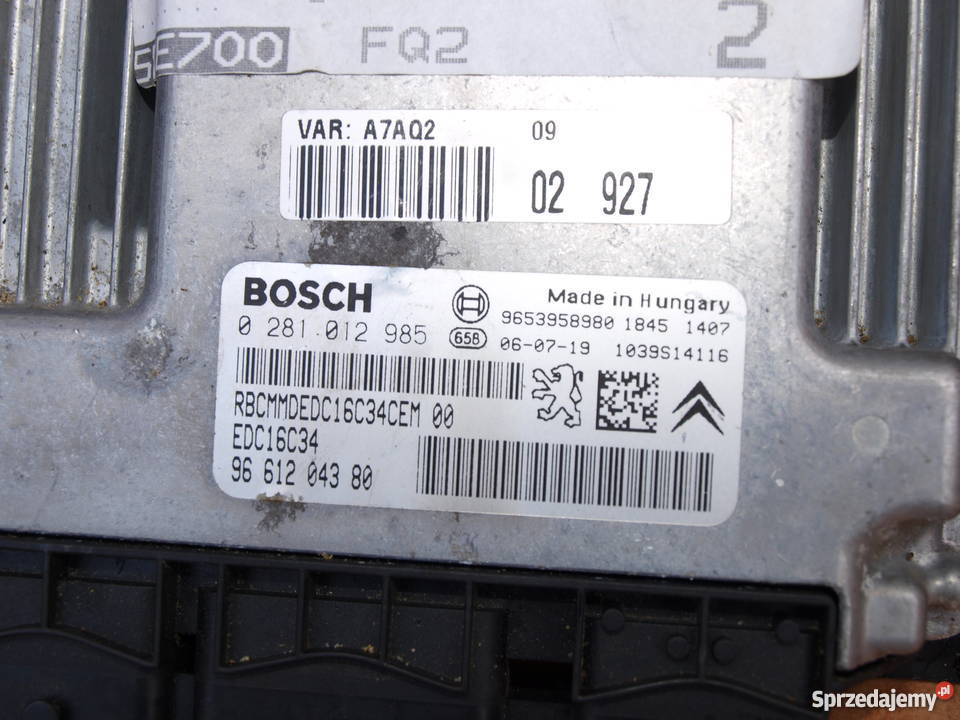 5E700 FQ2 2
VAR: A7AQ2 09
02 927
BOSCH
Made in Hungary
0 281 012 985
658
9653958980 1845 1407
06-07-19 1039S14116
RBCMMDEDC16C34CEM 00
EDC16C34
96 612 043 80
Sprzedajemy.pl